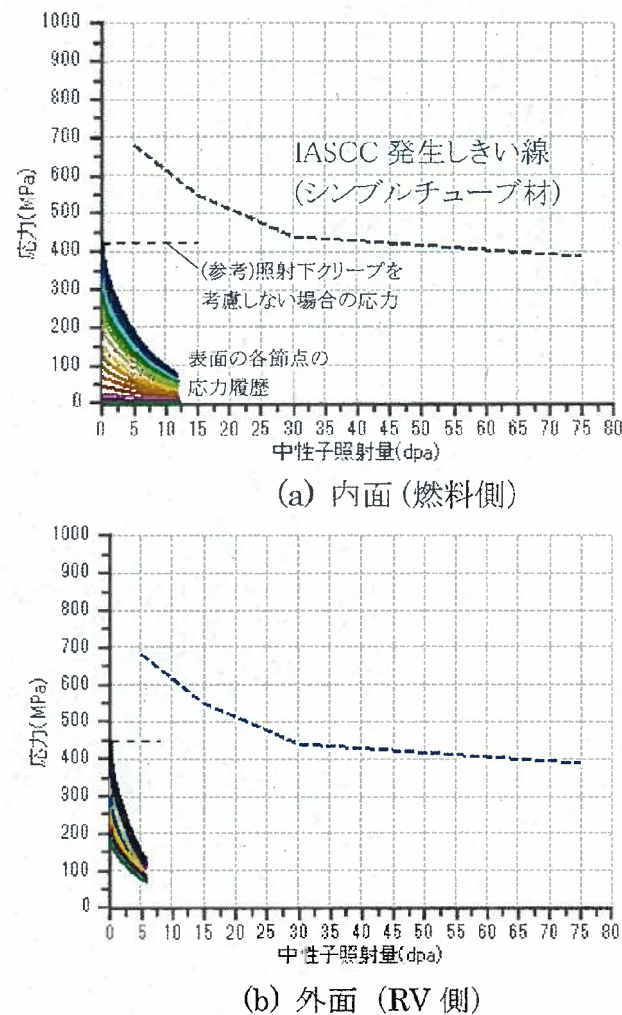 1000
900
800
700
600
500
400
300
200
100
0
応力(MPa)
IASCC 発生しきい線
(シンブルチューブ材)
(参考)照射下クリープを
考慮しない場合の応力
表面の各節点の
応力履歴
0 5 10 15 20 25 30 35 40 45 50 55 60 65 70 75 80
中性子照射量(dpa)
(a) 内面 (燃料側)
1000
900
800
700
600
500
400
300
200
100
0
応力(MPa)
0 5 10 15 20 25 30 35 40 45 50 55 60 65 70 75 80
中性子照射量(dpa)
(b) 外面 (RV 側)